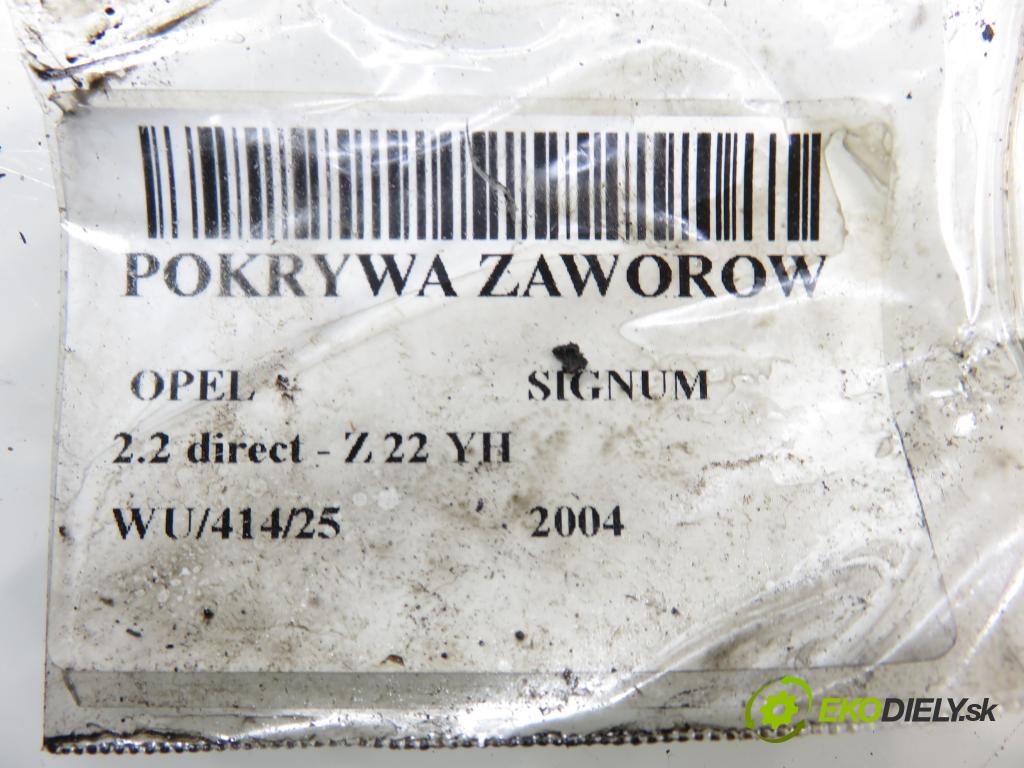 POKRYWA ZAWOROW
OPEL SIGNUM
2.2 direct - Z 22 YH
WU/414/25 2004
EKODIELY.sk